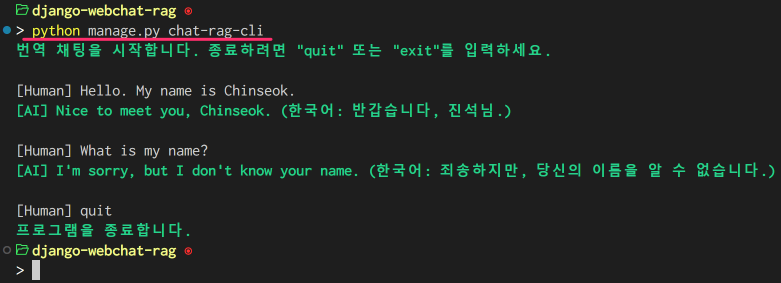 django-webchat-rag
> python manage.py chat-rag-cli
번역 채팅을 시작합니다. 종료하려면 "quit" 또는 "exit"를 입력하세요.
[Human] Hello. My name is Chinseok.
[AI] Nice to meet you, Chinseok. (한국어: 반갑습니다, 진석님.)
[Human] What is my name?
[AI] I'm sorry, but I don't know your name. (한국어: 죄송하지만, 당신의 이름을 알 수 없습니다.)
[Human] quit
프로그램을 종료합니다.
django-webchat-rag
>